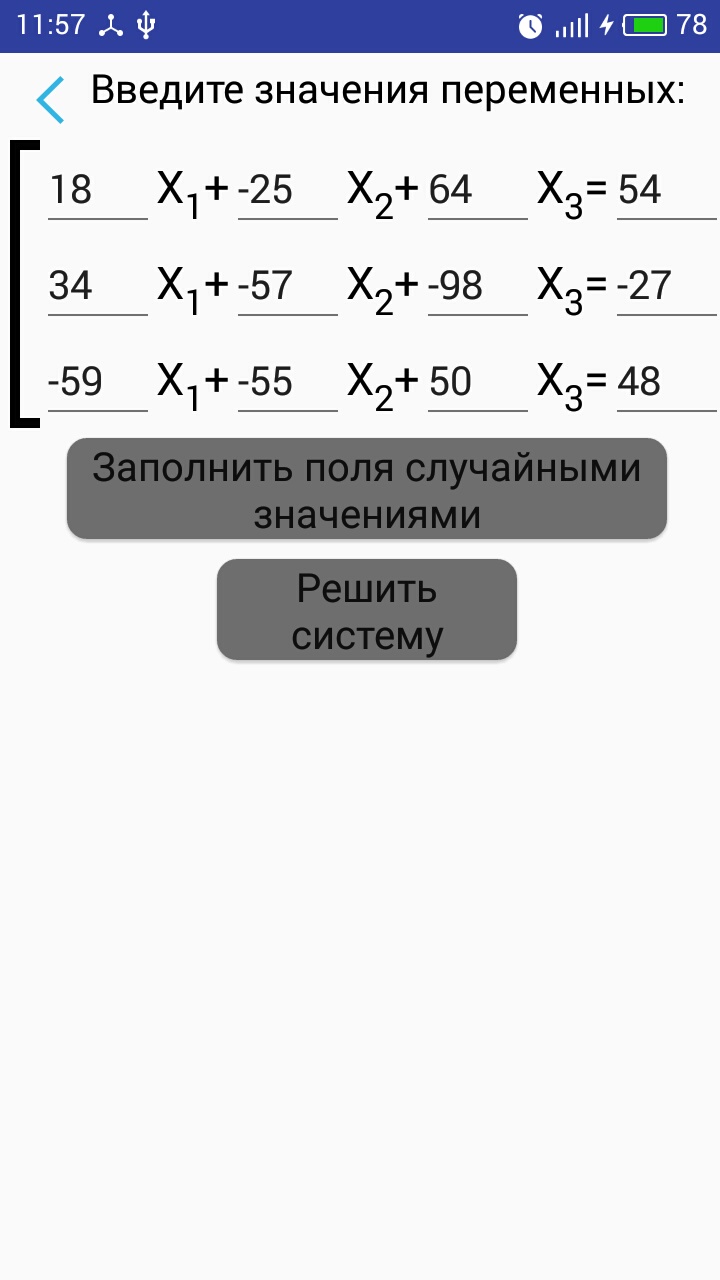 11:57 78
Введите значения переменных:
18 X1+ -25 X2+ 64 X3= 54
34 X1+ -57 X2+ -98 X3= -27
-59 X1+ -55 X2+ 50 X3= 48
Заполнить поля случайными
значениями
Решить
систему